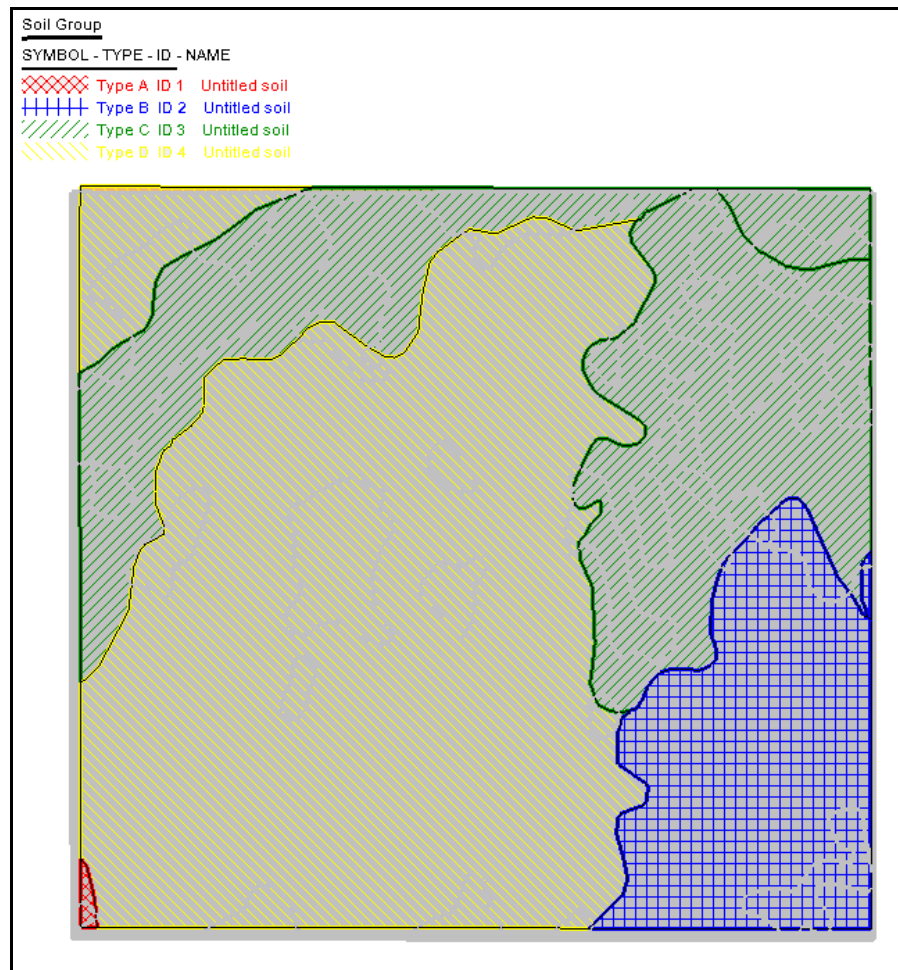 Soil Group
SYMBOL - TYPE - ID - NAME
Type A ID 1 Untitled soil
Type B ID 2 Untitled soil
Type C ID 3 Untitled soil
Type D ID 4 Untitled soil